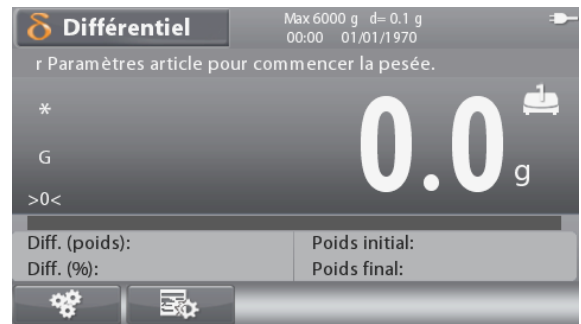 δ Différentiel
Max 6000 g d= 0.1 g
00:00 01/01/1970
r Paramètres article pour commencer la pesée.
1
*
G
>0<
0.0 g
Diff. (poids):
Poids initial:
Diff. (%):
Poids final: